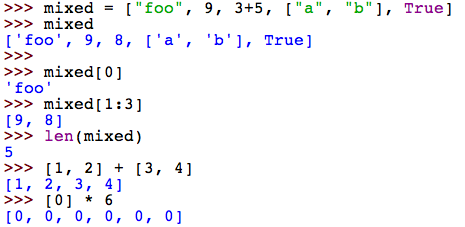 >>> mixed = ["foo", 9, 3+5, ["a", "b"], True]
>>> mixed
['foo', 9, 8, ['a', 'b'], True]
>>>
>>> mixed[0]
'foo'
>>> mixed[1:3]
[9, 8]
>>> len(mixed)
5
>>> [1, 2] + [3, 4]
[1, 2, 3, 4]
>>> [0] * 6
[0, 0, 0, 0, 0, 0]